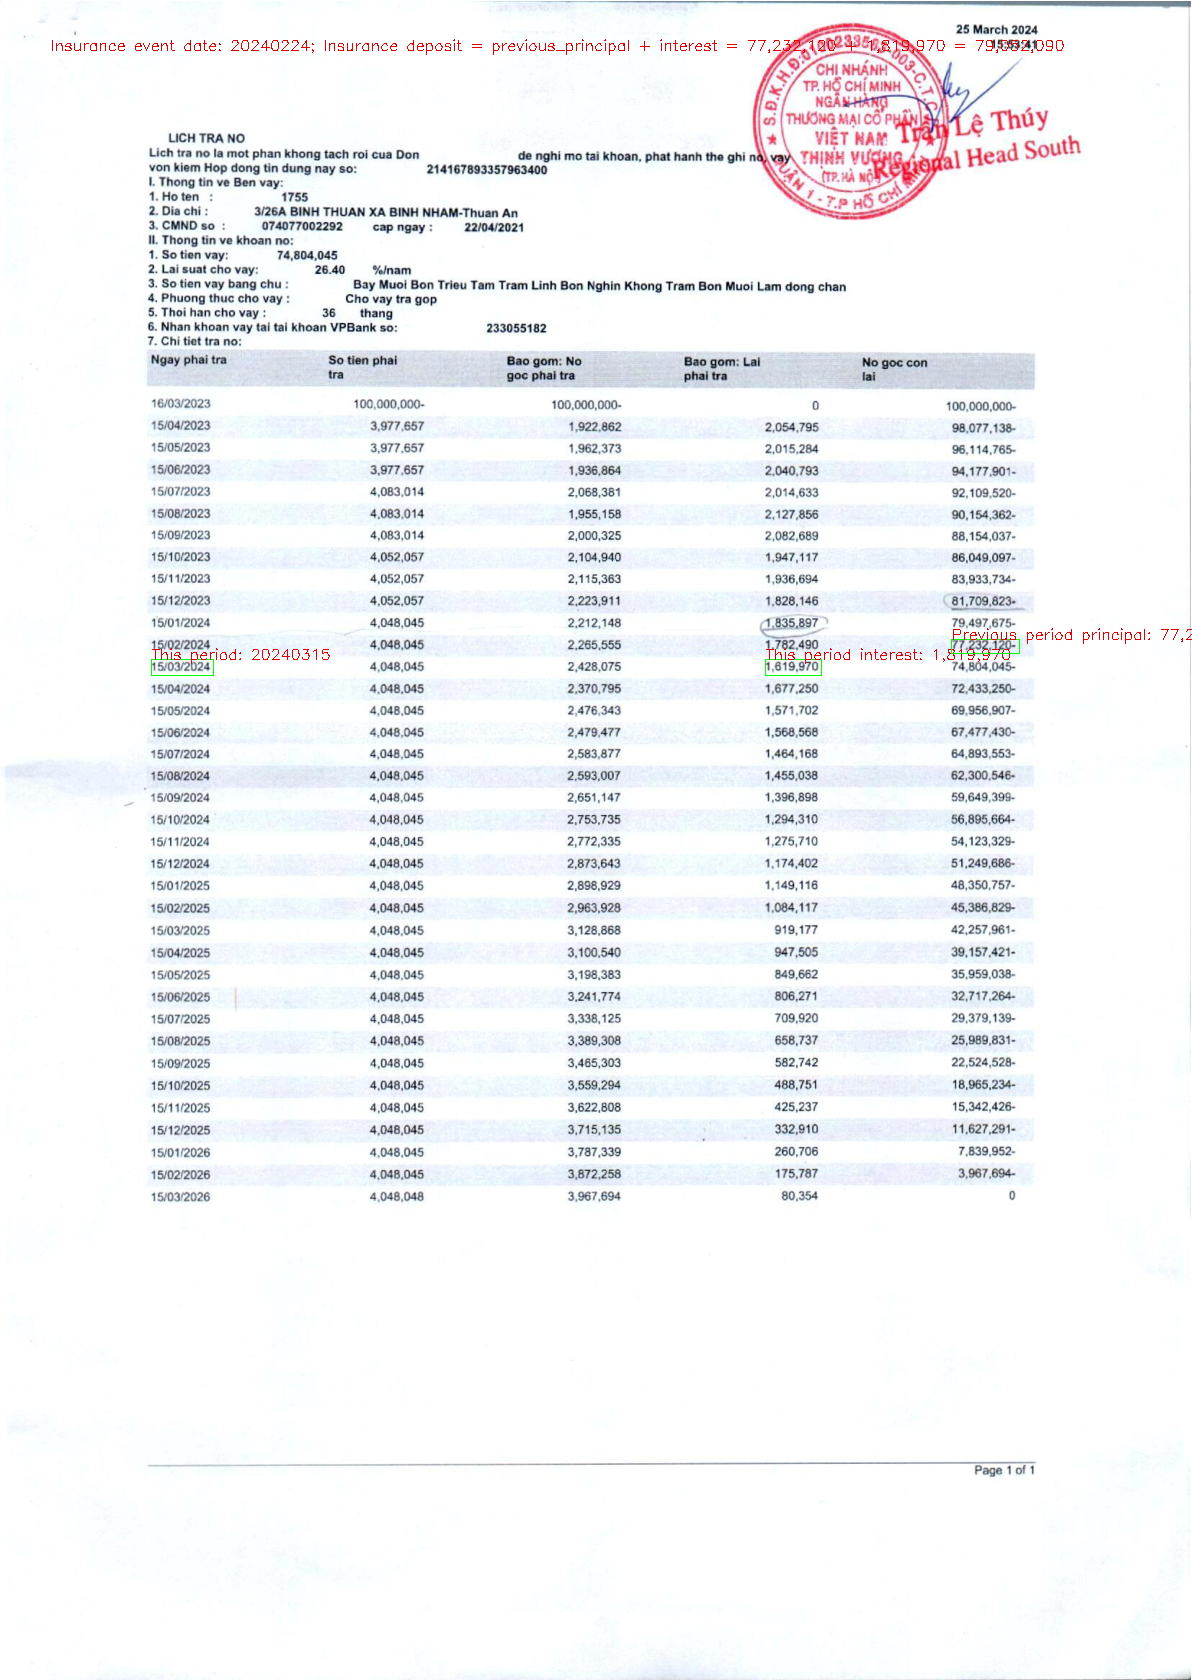 25 March 2024
Insurance event date: 20240224; Insurance deposit = previous_principal + interest = 77,232,120 + 1,819,970 = 79,052,090
15:53:41
CHI NHÁNH
TP. HỒ CHÍ MINH
NGÂN HÀNG
THƯƠNG MẠI CỔ PHẦN
VIỆT NAM
THỊNH VƯỢNG
(TP. HÀ NỘI)
QUẬN 1 - T.P HỒ CHÍ MINH
Trần Lệ Thúy
Regional Head South
LICH TRA NO
Lich tra no la mot phan khong tach roi cua Don de nghi mo tai khoan, phat hanh the ghi no, vay
von kiem Hop dong tin dung nay so: 214167893357963400
I. Thong tin ve Ben vay:
1. Ho ten : 1755
2. Dia chi : 3/26A BINH THUAN XA BINH NHAM-Thuan An
3. CMND so : 074077002292 cap ngay : 22/04/2021
II. Thong tin ve khoan no:
1. So tien vay: 74,804,045
2. Lai suat cho vay: 26.40 %/nam
3. So tien vay bang chu : Bay Muoi Bon Trieu Tam Tram Linh Bon Nghin Khong Tram Bon Muoi Lam dong chan
4. Phuong thuc cho vay : Cho vay tra gop
5. Thoi han cho vay : 36 thang
6. Nhan khoan vay tai tai khoan VPBank so: 233055182
7. Chi tiet tra no:
Ngay phai tra So tien phai tra Bao gom: No goc phai tra Bao gom: Lai phai tra No goc con lai
16/03/2023 100,000,000- 100,000,000- 0 100,000,000-
15/04/2023 3,977,657 1,922,862 2,054,795 98,077,138-
15/05/2023 3,977,657 1,962,373 2,015,284 96,114,765-
15/06/2023 3,977,657 1,936,864 2,040,793 94,177,901-
15/07/2023 4,083,014 2,068,381 2,014,633 92,109,520-
15/08/2023 4,083,014 1,955,158 2,127,856 90,154,362-
15/09/2023 4,083,014 2,000,325 2,082,689 88,154,037-
15/10/2023 4,052,057 2,104,940 1,947,117 86,049,097-
15/11/2023 4,052,057 2,115,363 1,936,694 83,933,734-
15/12/2023 4,052,057 2,223,911 1,828,146 81,709,823-
15/01/2024 4,048,045 2,212,148 1,835,897 79,497,675-
Previous period principal: 77,2
15/02/2024 4,048,045 2,265,555 1,782,490 77,232,120-
This period: 20240315 This period interest: 1,819,970
15/03/2024 4,048,045 2,428,075 1,619,970 74,804,045-
15/04/2024 4,048,045 2,370,795 1,677,250 72,433,250-
15/05/2024 4,048,045 2,476,343 1,571,702 69,956,907-
15/06/2024 4,048,045 2,479,477 1,568,568 67,477,430-
15/07/2024 4,048,045 2,583,877 1,464,168 64,893,553-
15/08/2024 4,048,045 2,593,007 1,455,038 62,300,546-
15/09/2024 4,048,045 2,651,147 1,396,898 59,649,399-
15/10/2024 4,048,045 2,753,735 1,294,310 56,895,664-
15/11/2024 4,048,045 2,772,335 1,275,710 54,123,329-
15/12/2024 4,048,045 2,873,643 1,174,402 51,249,686-
15/01/2025 4,048,045 2,898,929 1,149,116 48,350,757-
15/02/2025 4,048,045 2,963,928 1,084,117 45,386,829-
15/03/2025 4,048,045 3,128,868 919,177 42,257,961-
15/04/2025 4,048,045 3,100,540 947,505 39,157,421-
15/05/2025 4,048,045 3,198,383 849,662 35,959,038-
15/06/2025 4,048,045 3,241,774 806,271 32,717,264-
15/07/2025 4,048,045 3,338,125 709,920 29,379,139-
15/08/2025 4,048,045 3,389,308 658,737 25,989,831-
15/09/2025 4,048,045 3,465,303 582,742 22,524,528-
15/10/2025 4,048,045 3,559,294 488,751 18,965,234-
15/11/2025 4,048,045 3,622,808 425,237 15,342,426-
15/12/2025 4,048,045 3,715,135 332,910 11,627,291-
15/01/2026 4,048,045 3,787,339 260,706 7,839,952-
15/02/2026 4,048,045 3,872,258 175,787 3,967,694-
15/03/2026 4,048,048 3,967,694 80,354 0
Page 1 of 1